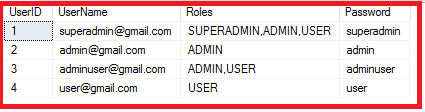 UserID UserName Roles Password
1 superadmin@gmail.com SUPERADMIN,ADMIN,USER superadmin
2 admin@gmail.com ADMIN admin
3 adminuser@gmail.com ADMIN,USER adminuser
4 user@gmail.com USER user